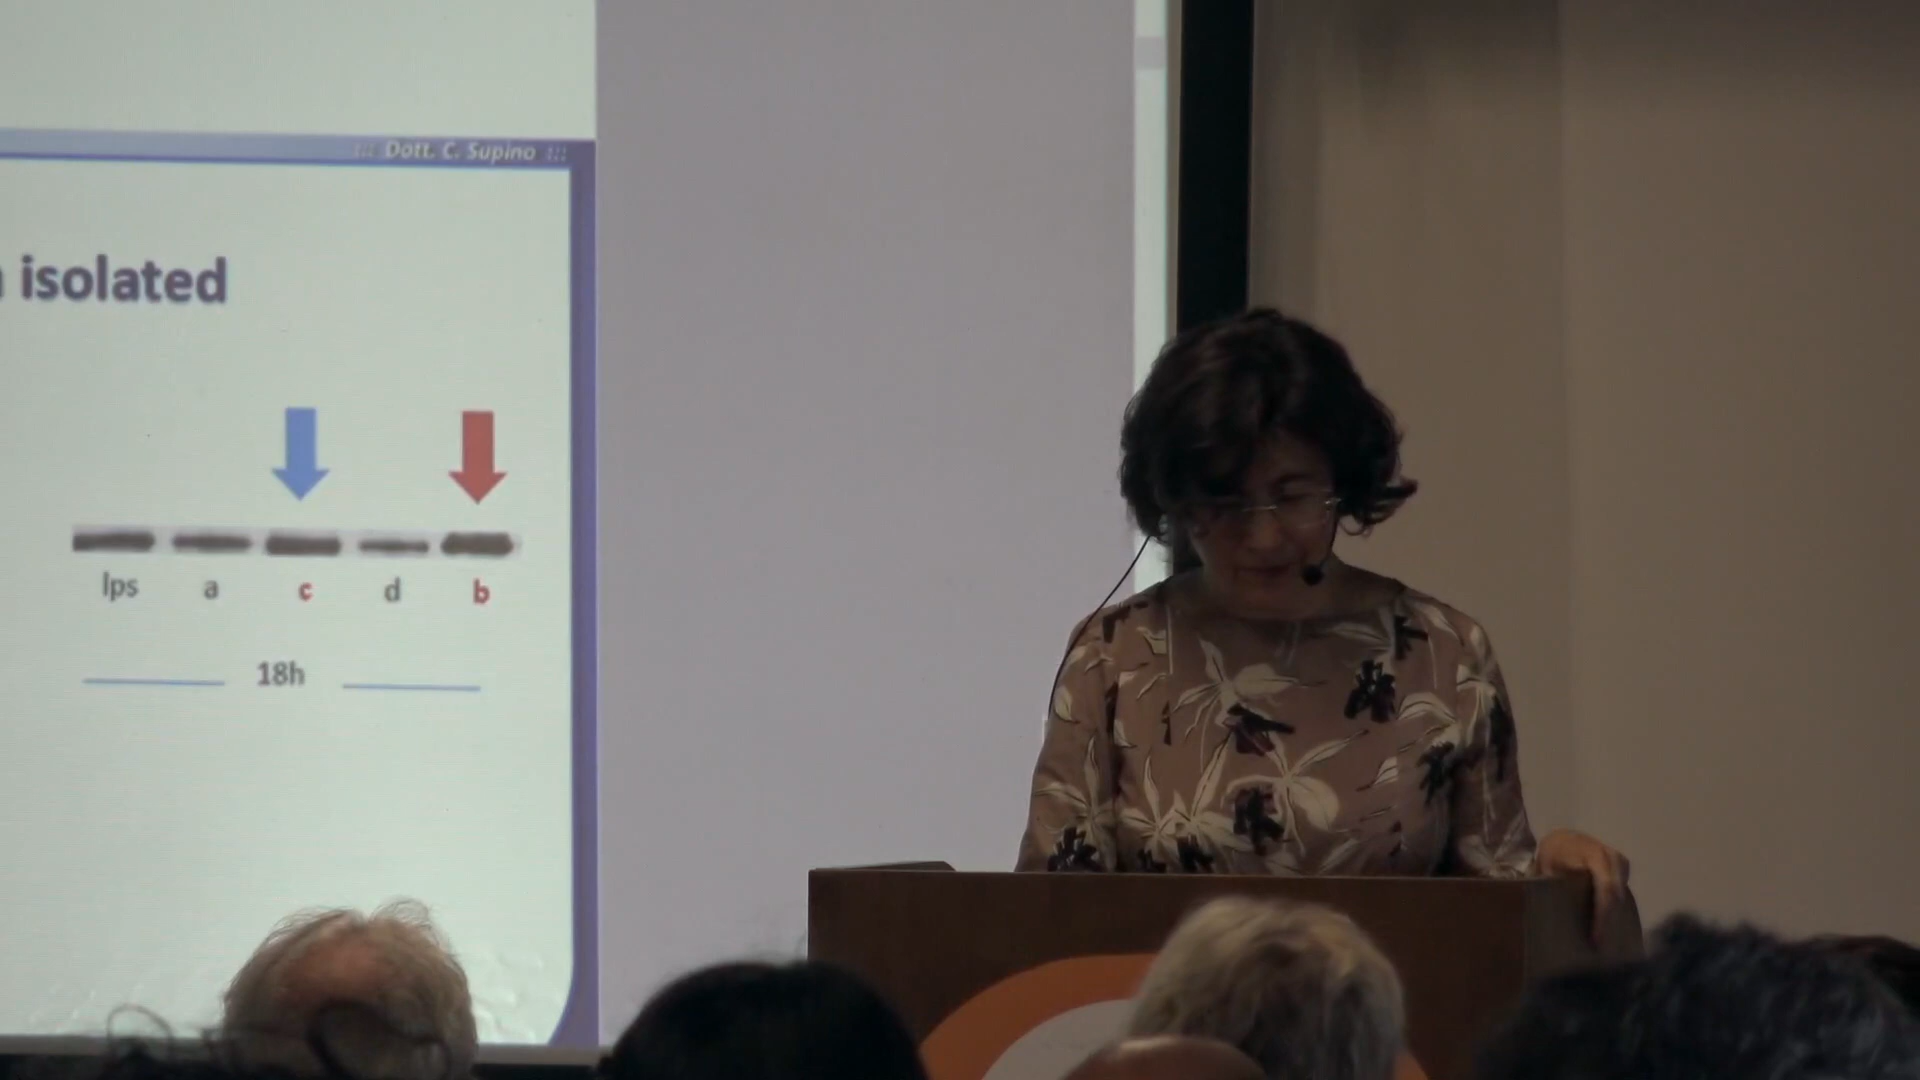 ::: Dott. C. Supino :::
isolated
lps a c d b
18h